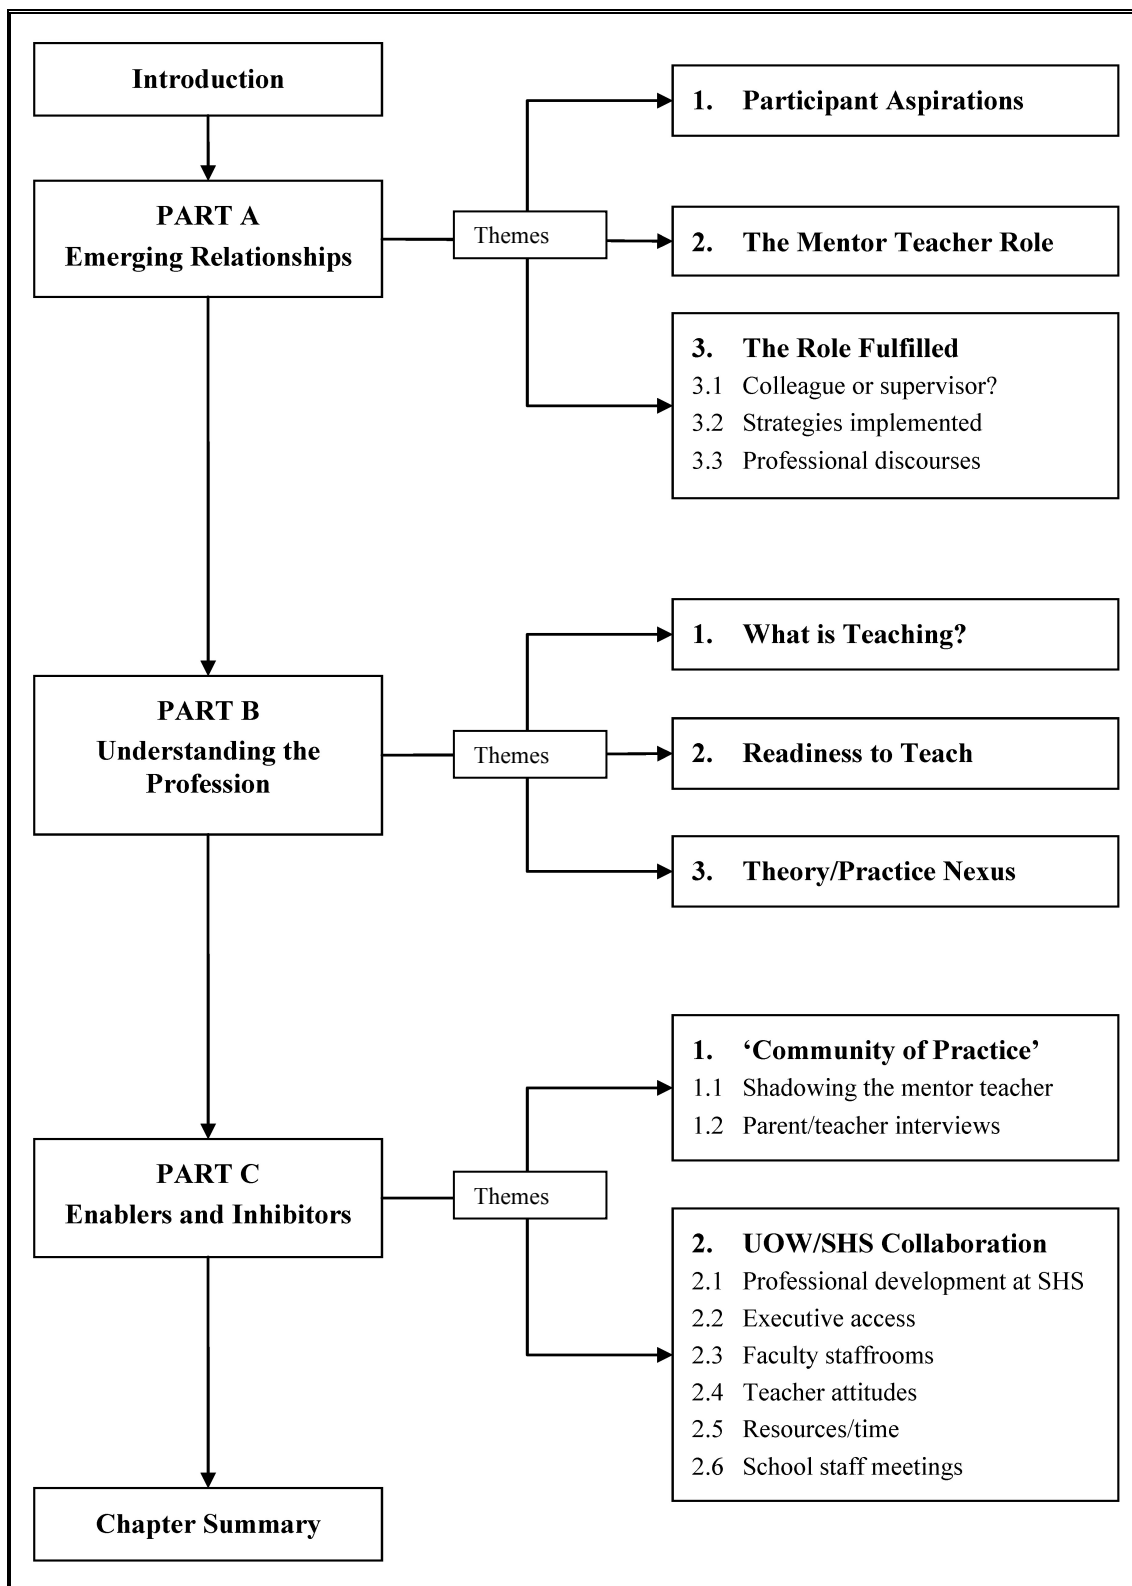 Introduction
PART A
Emerging Relationships
Themes
1. Participant Aspirations
2. The Mentor Teacher Role
3. The Role Fulfilled
3.1 Colleague or supervisor?
3.2 Strategies implemented
3.3 Professional discourses
PART B
Understanding the
Profession
Themes
1. What is Teaching?
2. Readiness to Teach
3. Theory/Practice Nexus
PART C
Enablers and Inhibitors
Themes
1. ‘Community of Practice’
1.1 Shadowing the mentor teacher
1.2 Parent/teacher interviews
2. UOW/SHS Collaboration
2.1 Professional development at SHS
2.2 Executive access
2.3 Faculty staffrooms
2.4 Teacher attitudes
2.5 Resources/time
2.6 School staff meetings
Chapter Summary